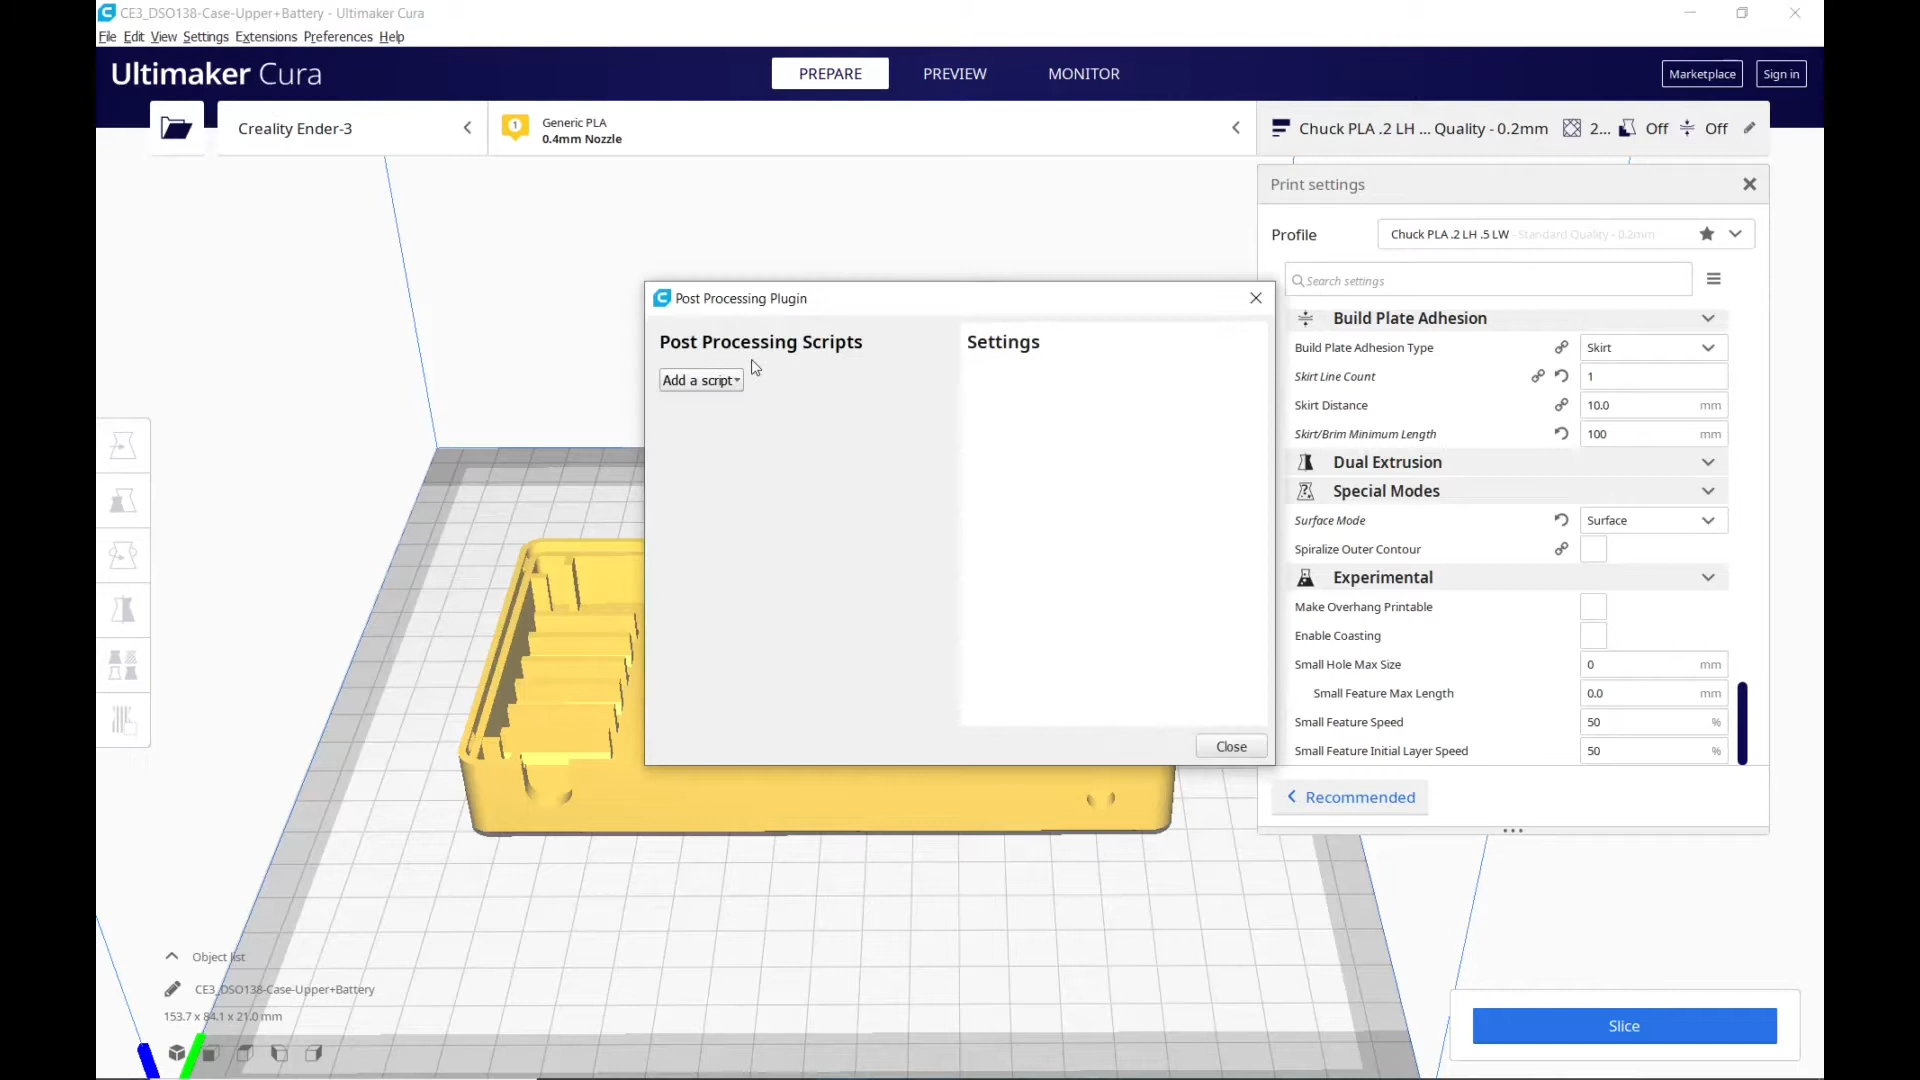 CE3_DSO138-Case-Upper+Battery - Ultimaker Cura
File Edit View Settings Extensions Preferences Help
Ultimaker Cura
PREPARE
PREVIEW
MONITOR
Marketplace
Sign in
Creality Ender-3
1
Generic PLA
0.4mm Nozzle
Chuck PLA .2 LH ... Quality - 0.2mm
2...
Off
Off
Print settings
Profile
Chuck PLA .2 LH .5 LW - Standard Quality - 0.2mm
Search settings
Post Processing Plugin
Post Processing Scripts
Add a script
Settings
Close
Build Plate Adhesion
Build Plate Adhesion Type
Skirt
Skirt Line Count
1
Skirt Distance
10.0 mm
Skirt/Brim Minimum Length
100 mm
Dual Extrusion
Special Modes
Surface Mode
Surface
Spiralize Outer Contour
Experimental
Make Overhang Printable
Enable Coasting
Small Hole Max Size
0 mm
Small Feature Max Length
0.0 mm
Small Feature Speed
50 %
Small Feature Initial Layer Speed
50 %
Recommended
Object list
CE3_DSO138-Case-Upper+Battery
153.7 x 84.1 x 21.0 mm
Slice